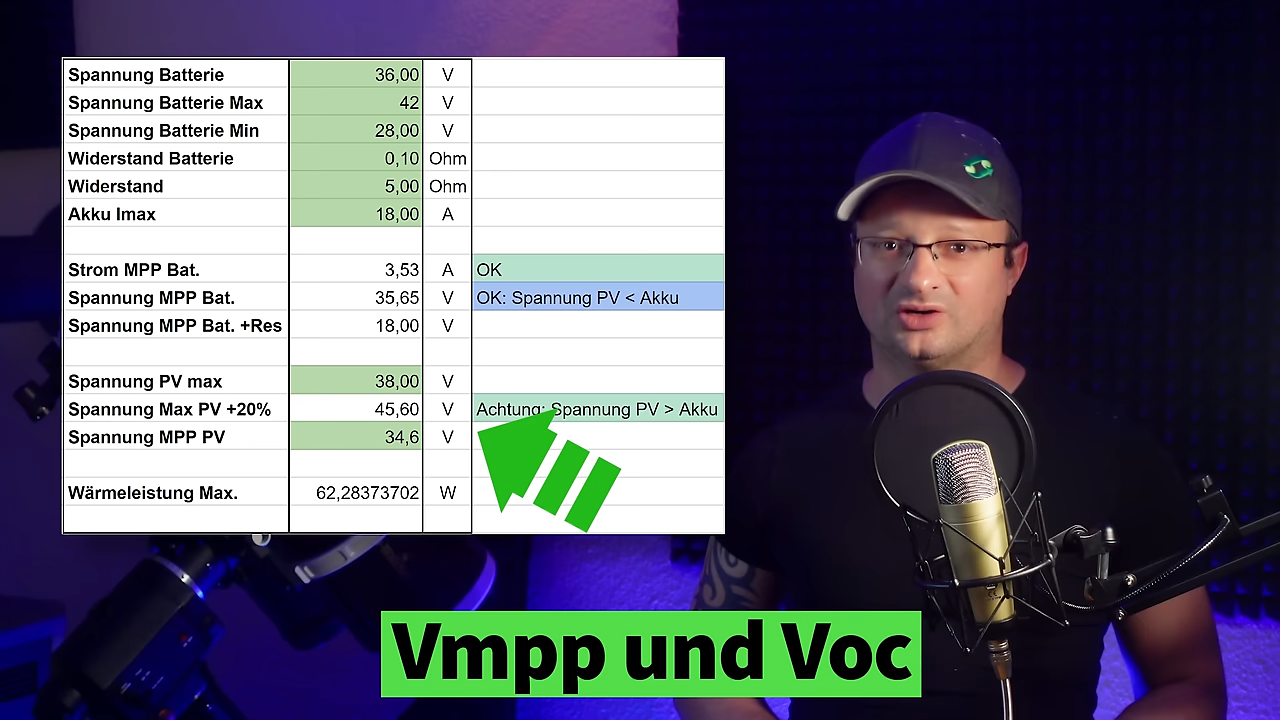 Spannung Batterie 36,00 V
Spannung Batterie Max 42 V
Spannung Batterie Min 28,00 V
Widerstand Batterie 0,10 Ohm
Widerstand 5,00 Ohm
Akku Imax 18,00 A
Strom MPP Bat. 3,53 A OK
Spannung MPP Bat. 35,65 V OK: Spannung PV < Akku
Spannung MPP Bat. +Res 18,00 V
Spannung PV max 38,00 V
Spannung Max PV +20% 45,60 V Achtung: Spannung PV > Akku
Spannung MPP PV 34,6 V
Wärmeleistung Max. 62,28373702 W
Vmpp und Voc